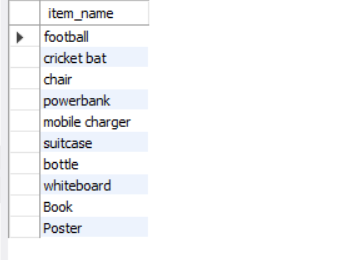 item_name
football
cricket bat
chair
powerbank
mobile charger
suitcase
bottle
whiteboard
Book
Poster